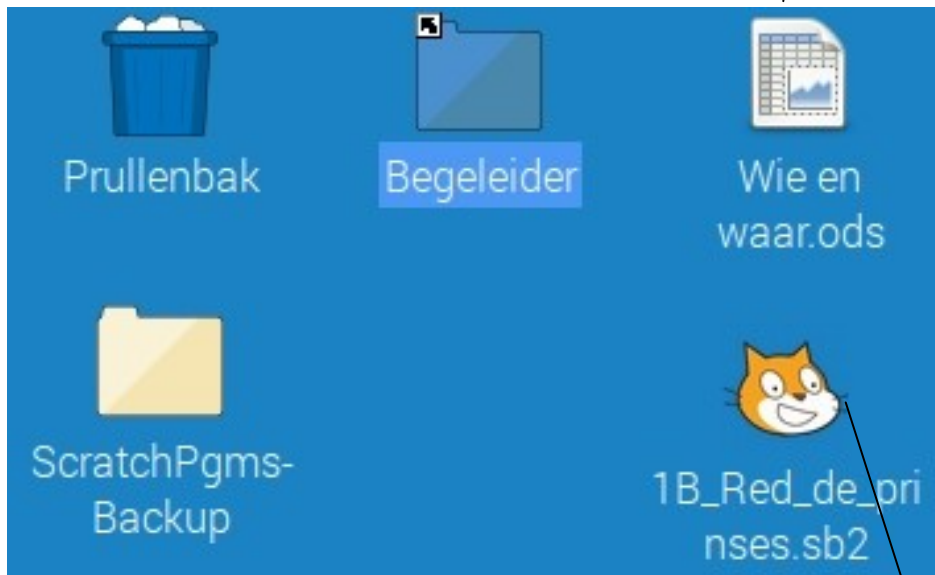 Prullenbak
Begeleider
Wie en
waar.ods
ScratchPgms-
Backup
1B_Red_de_pri
nses.sb2